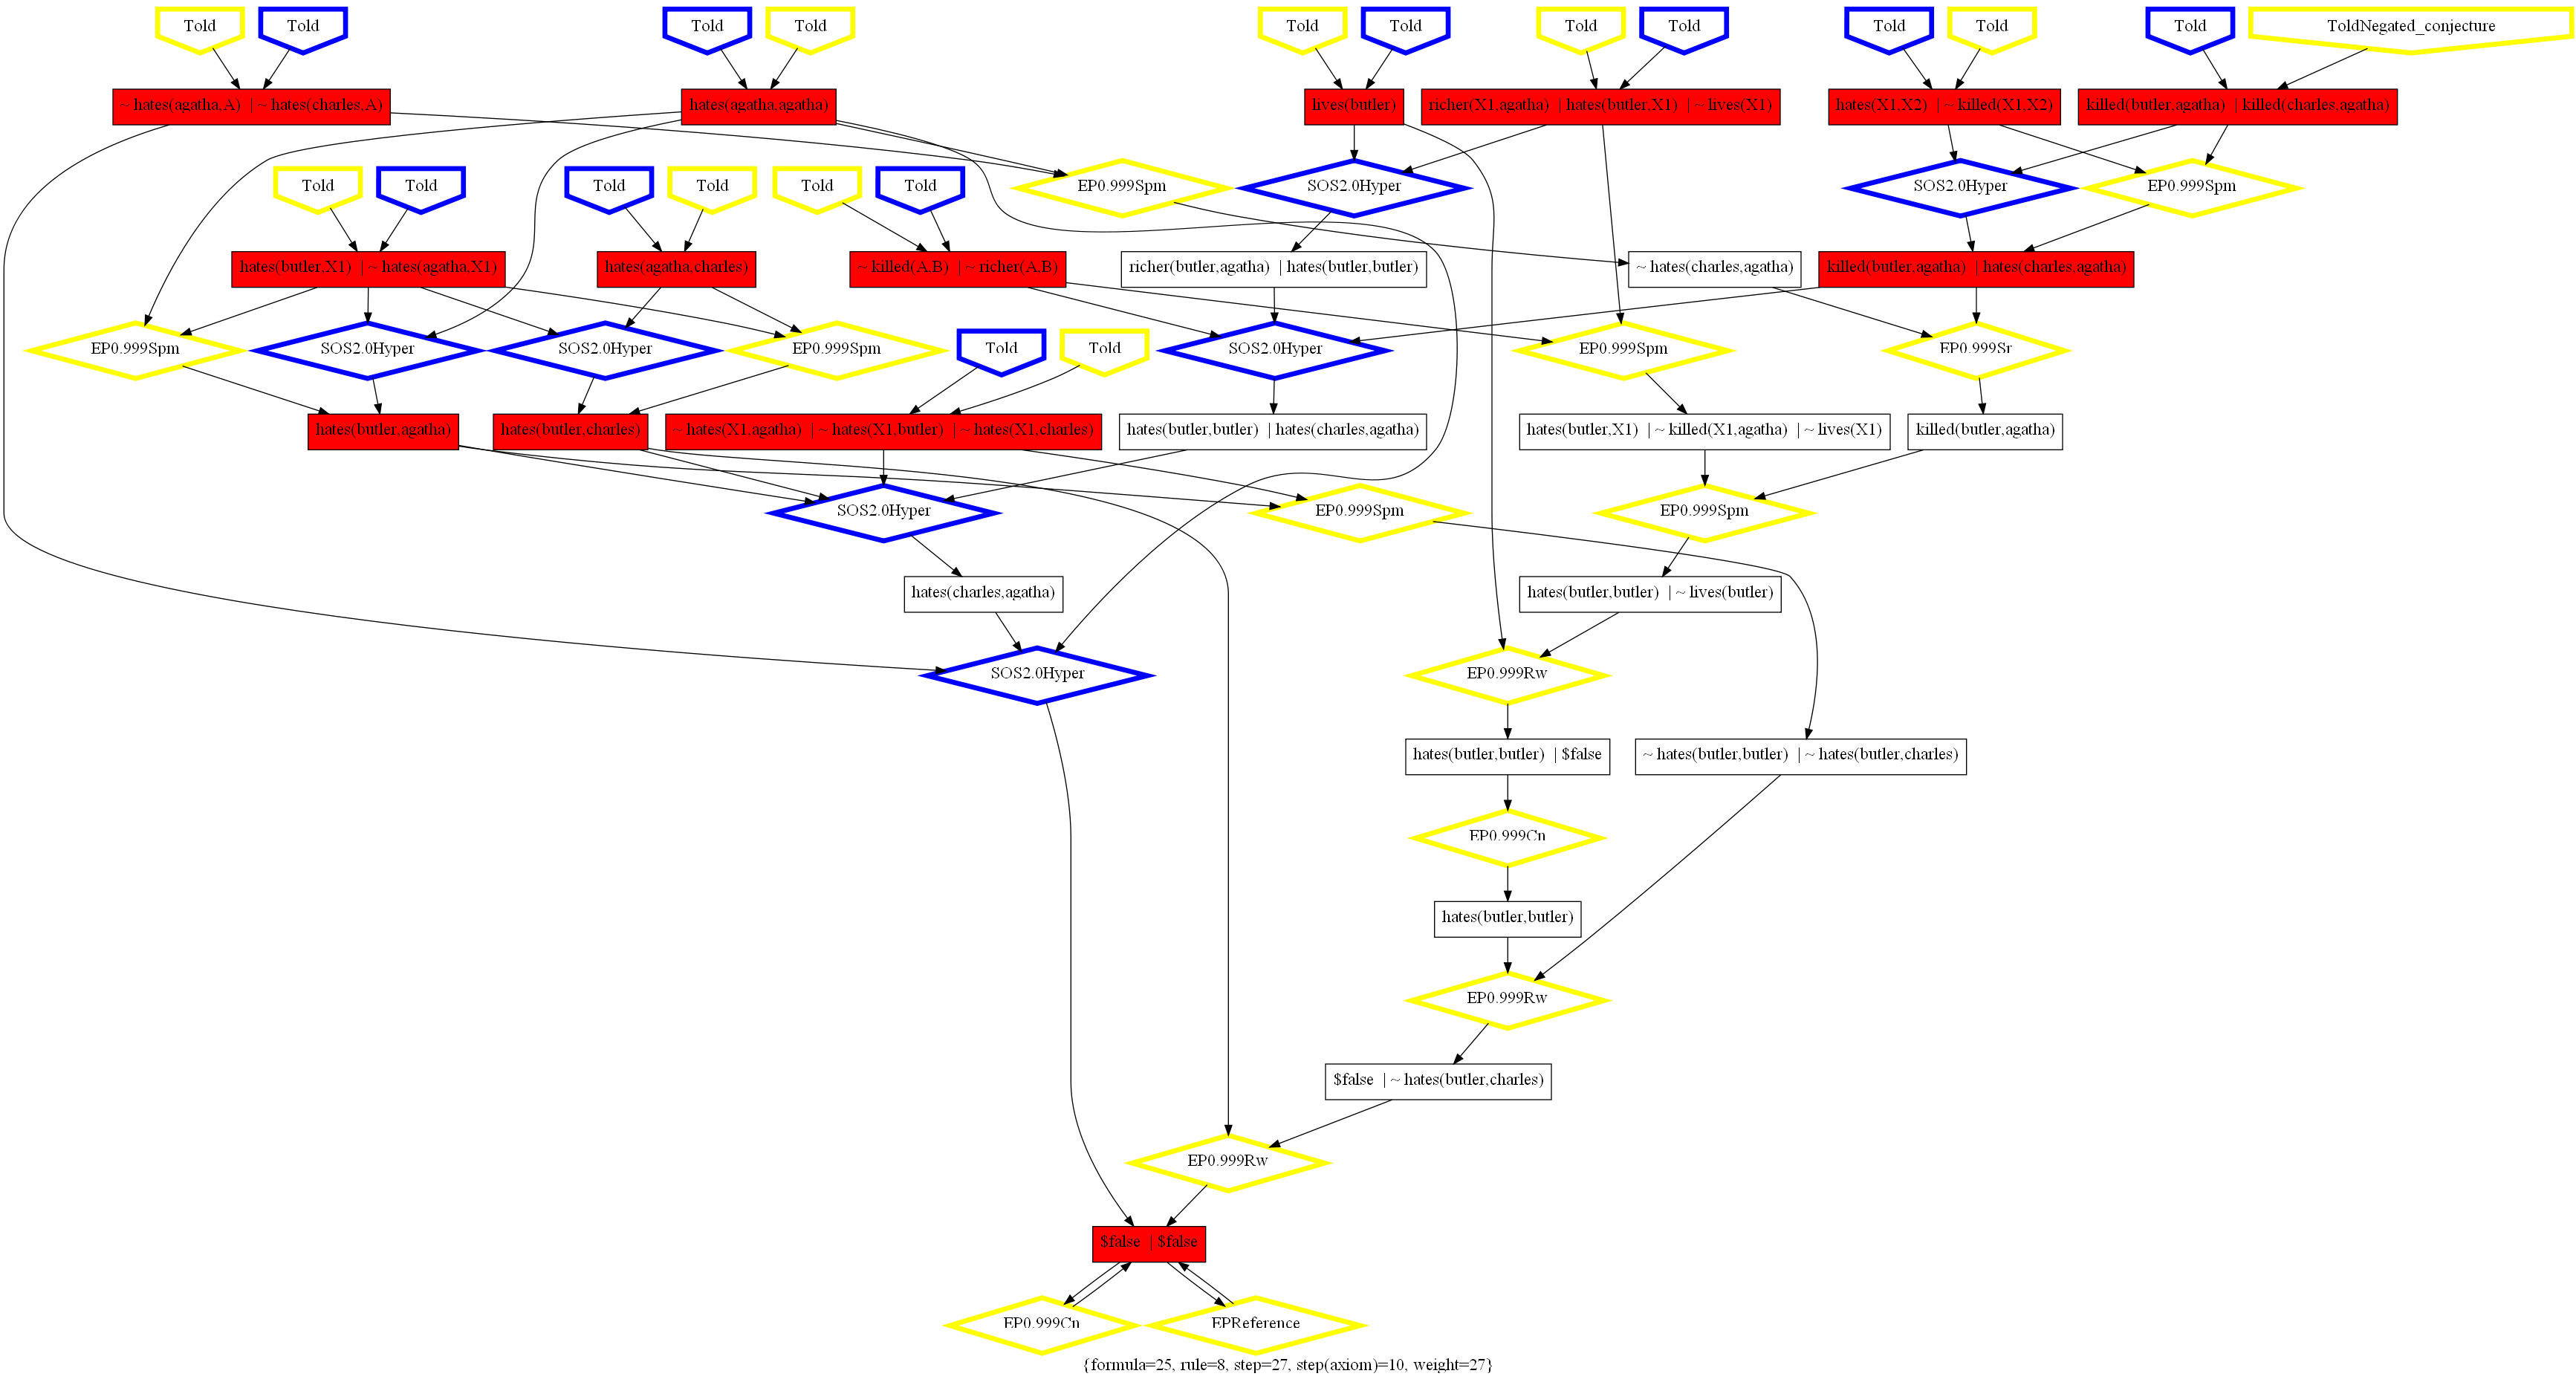 Told
Told
Told
Told
Told
Told
Told
Told
Told
Told
Told
ToldNegated_conjecture
~ hates(agatha,A) | ~ hates(charles,A)
hates(agatha,agatha)
lives(butler)
richer(X1,agatha) | hates(butler,X1) | ~ lives(X1)
hates(X1,X2) | ~ killed(X1,X2)
killed(butler,agatha) | killed(charles,agatha)
Told
Told
Told
Told
Told
Told
EP0.999Spm
SOS2.0Hyper
SOS2.0Hyper
EP0.999Spm
hates(butler,X1) | ~ hates(agatha,X1)
hates(agatha,charles)
~ killed(A,B) | ~ richer(A,B)
richer(butler,agatha) | hates(butler,butler)
~ hates(charles,agatha)
killed(butler,agatha) | hates(charles,agatha)
EP0.999Spm
SOS2.0Hyper
SOS2.0Hyper
EP0.999Spm
Told
Told
SOS2.0Hyper
EP0.999Spm
EP0.999Sr
hates(butler,agatha)
hates(butler,charles)
~ hates(X1,agatha) | ~ hates(X1,butler) | ~ hates(X1,charles)
hates(butler,butler) | hates(charles,agatha)
hates(butler,X1) | ~ killed(X1,agatha) | ~ lives(X1)
killed(butler,agatha)
SOS2.0Hyper
EP0.999Spm
EP0.999Spm
hates(charles,agatha)
hates(butler,butler) | ~ lives(butler)
SOS2.0Hyper
EP0.999Rw
hates(butler,butler) | $false
~ hates(butler,butler) | ~ hates(butler,charles)
EP0.999Cn
hates(butler,butler)
EP0.999Rw
$false | ~ hates(butler,charles)
EP0.999Rw
$false | $false
EP0.999Cn
EPReference
{formula=25, rule=8, step=27, step(axiom)=10, weight=27}